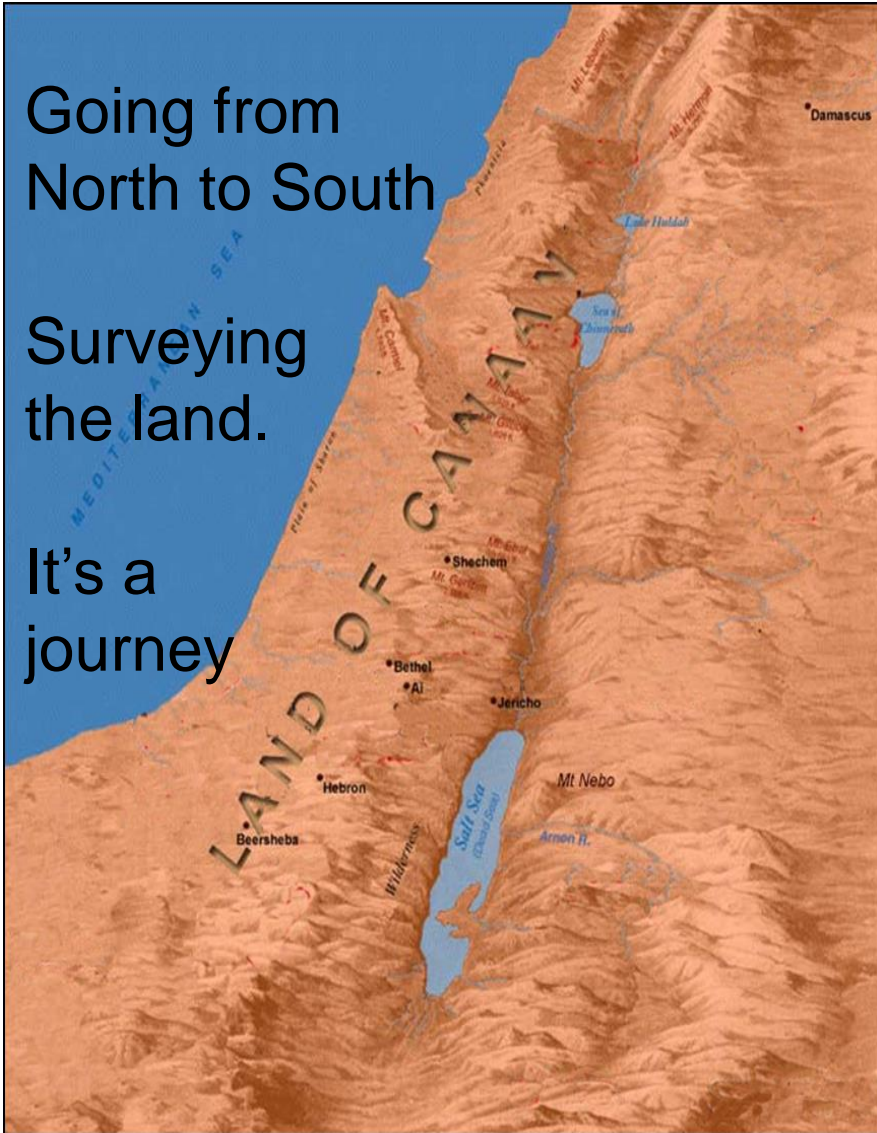 Going from
North to South
Surveying
the land.
It's a
journey
MEDITERRANEAN SEA
LAND OF CANAAN
Mt. Lebanon
Mt. Hermon
Damascus
Phoenicia
Lake Huldah
Sea of
Chinnereth
Mt. Carmel
Plain of Sharon
Mt. Ebal
Shechem
Mt. Gerizim
Bethel
Ai
Jericho
Hebron
Mt Nebo
Beersheba
Salt Sea
(Dead Sea)
Arnon R.
Wilderness